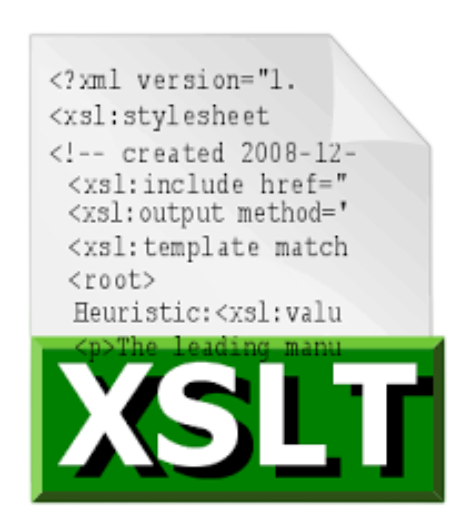 <?xml version="1.
<xsl:stylesheet
<!-- created 2008-12-
<xsl:include href="
<xsl:output method='
<xsl:template match
<root>
Heuristic:<xsl:valu
<p>The leading manu
XSLT